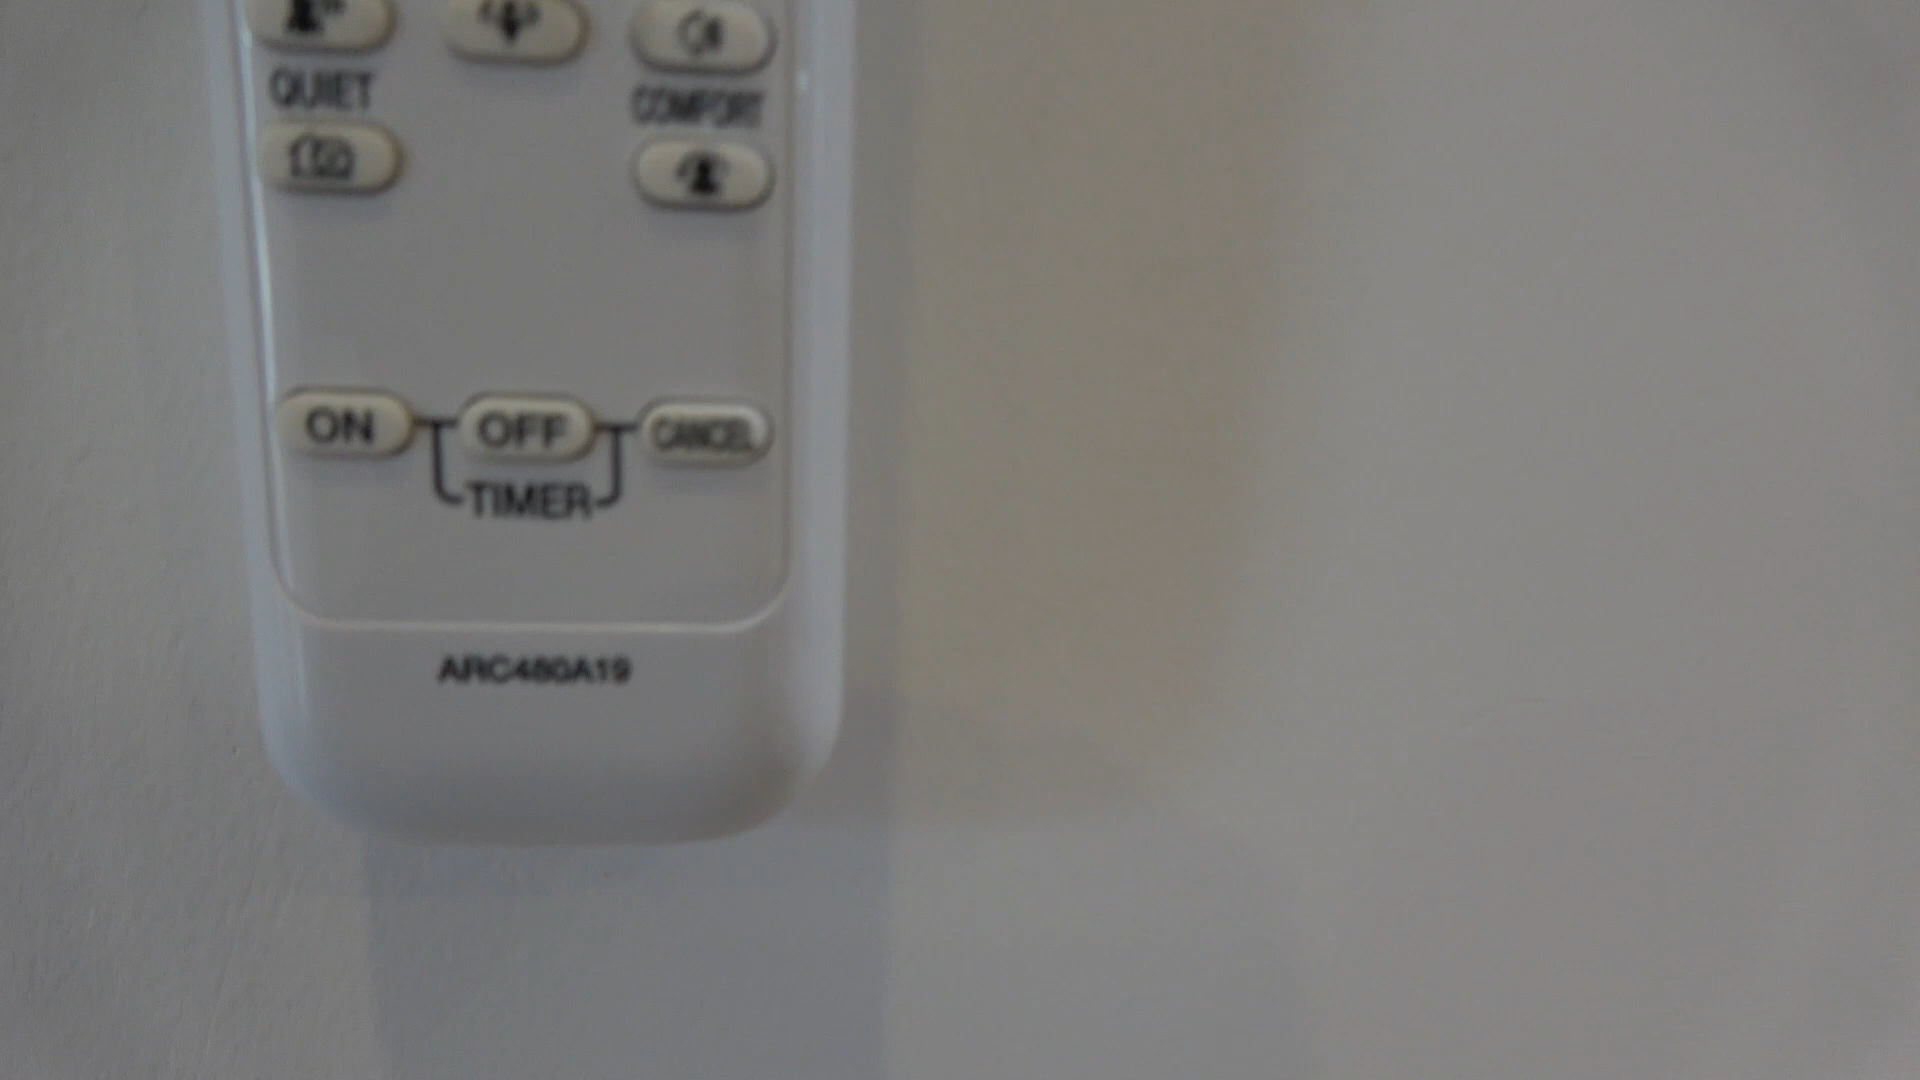 QUIET
COMFORT
ON OFF CANCEL
TIMER
ARC480A19